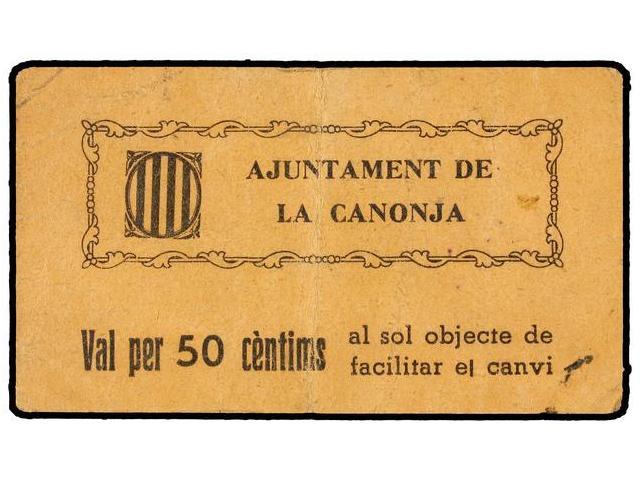 AJUNTAMENT DE
LA CANONJA
Val per 50 cèntims
al sol objecte de
facilitar el canvi